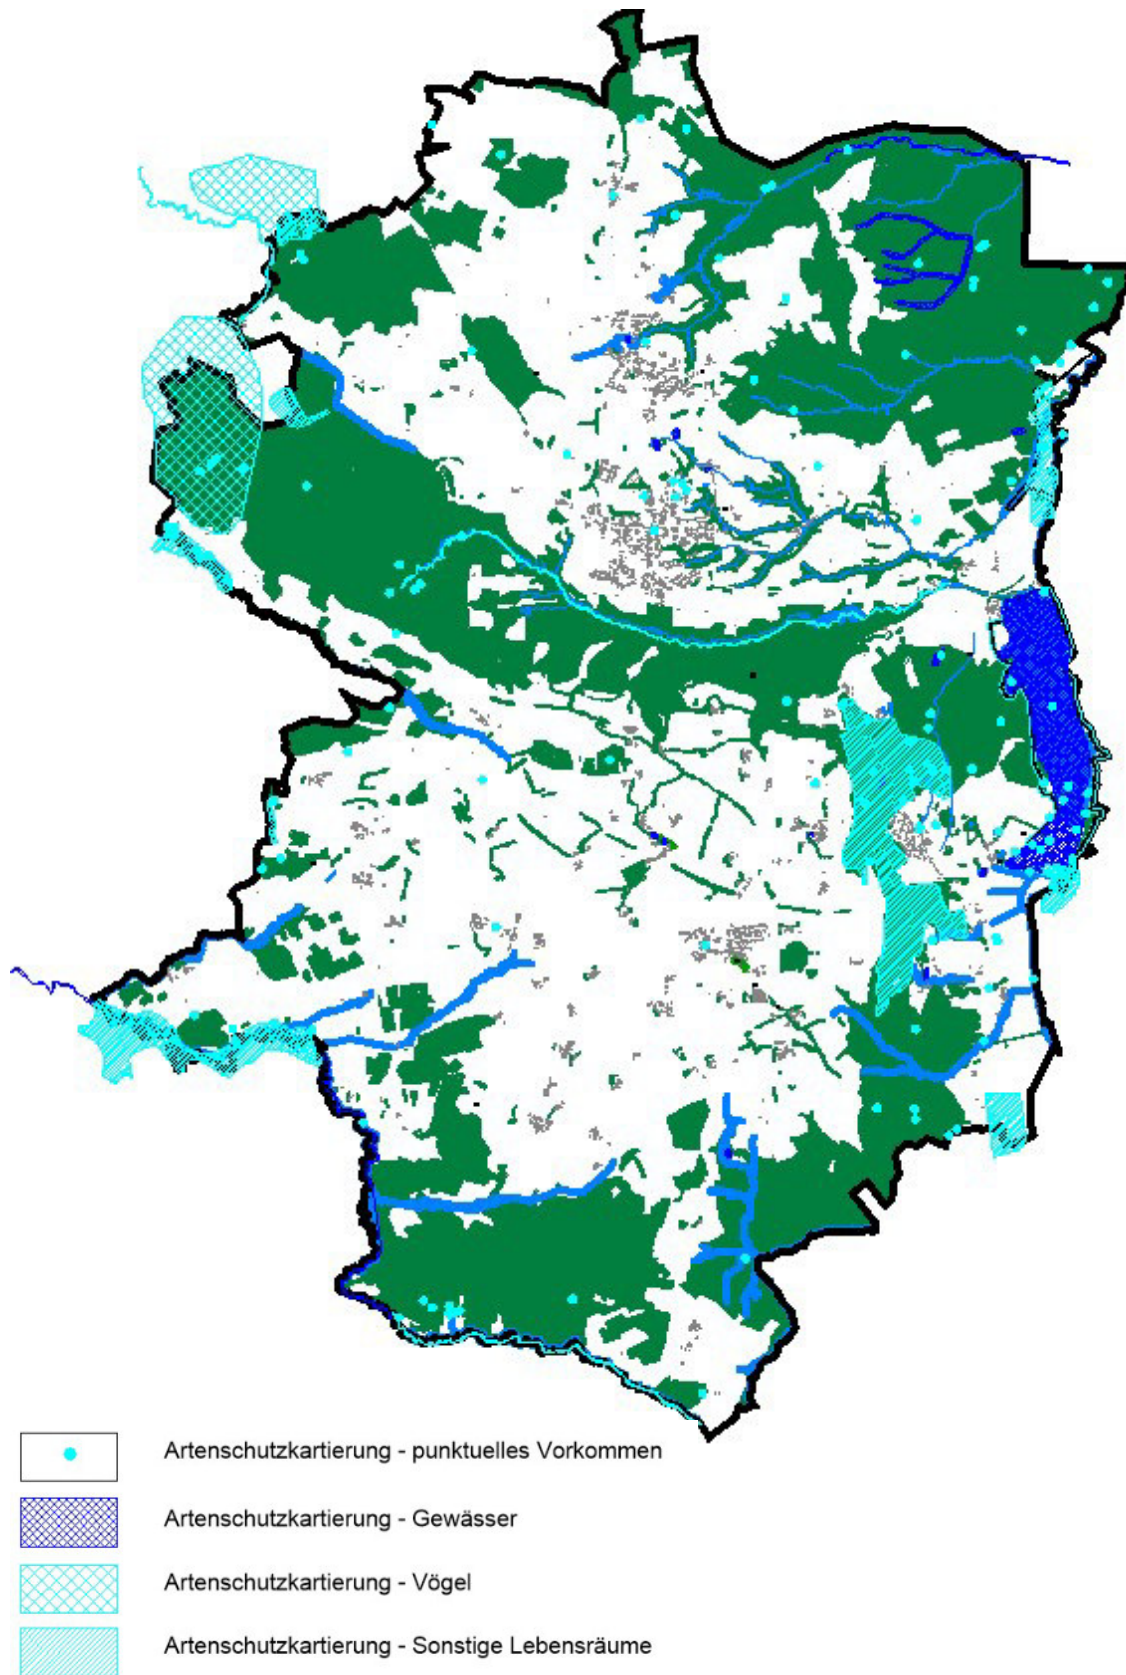 Artenschutzkartierung - punktuelles Vorkommen
Artenschutzkartierung - Gewässer
Artenschutzkartierung - Vögel
Artenschutzkartierung - Sonstige Lebensräume